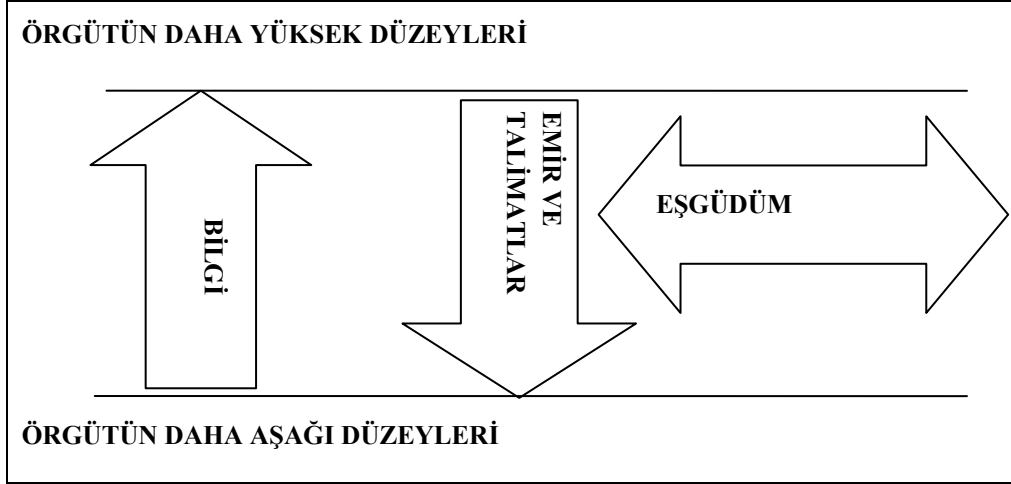 ÖRGÜTÜN DAHA YÜKSEK DÜZEYLERİ
BİLGİ
EMİR VE
TALİMATLAR
EŞGÜDÜM
ÖRGÜTÜN DAHA AŞAĞI DÜZEYLERİ